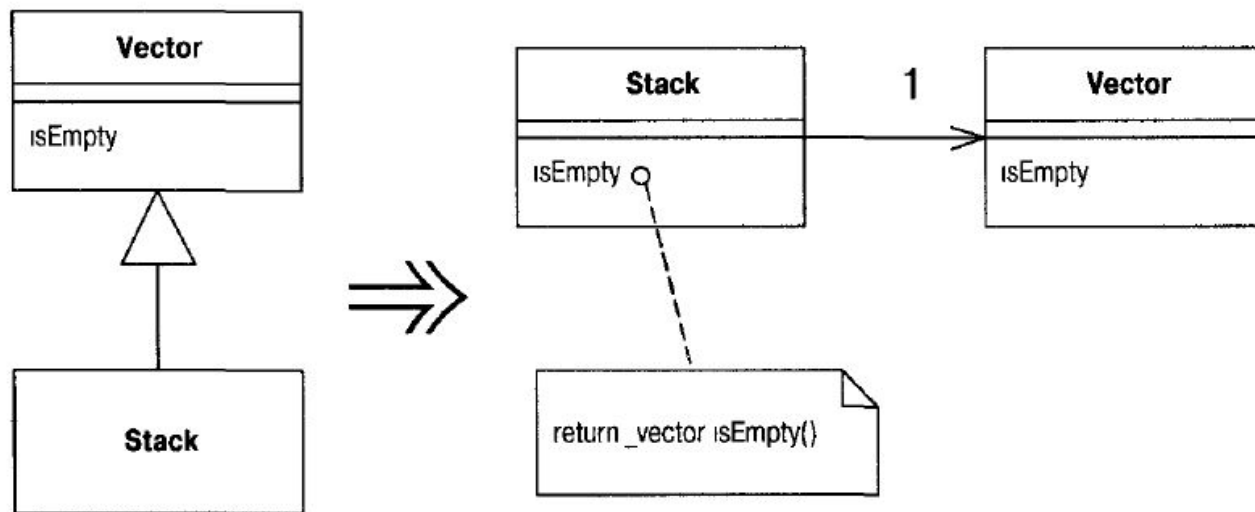 Vector
isEmpty
Stack
Stack
isEmpty
1
Vector
isEmpty
return _vector isEmpty()